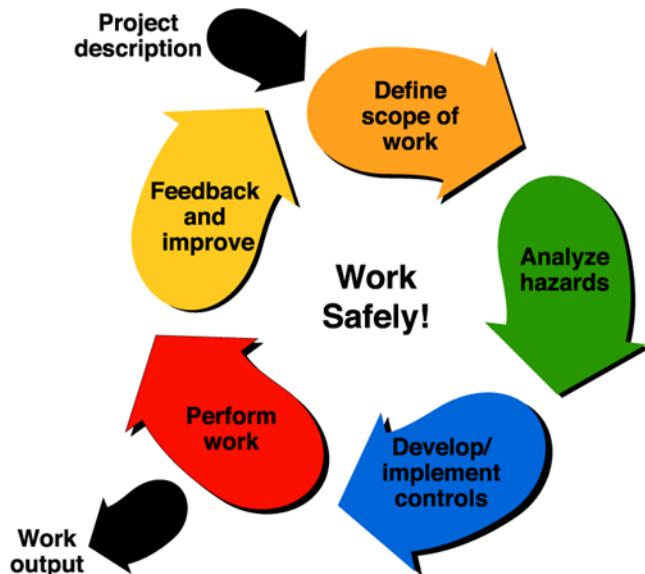 Project
description
Define
scope of
work
Analyze
hazards
Develop/
implement
controls
Perform
work
Work
output
Feedback
and
improve
Work
Safely!